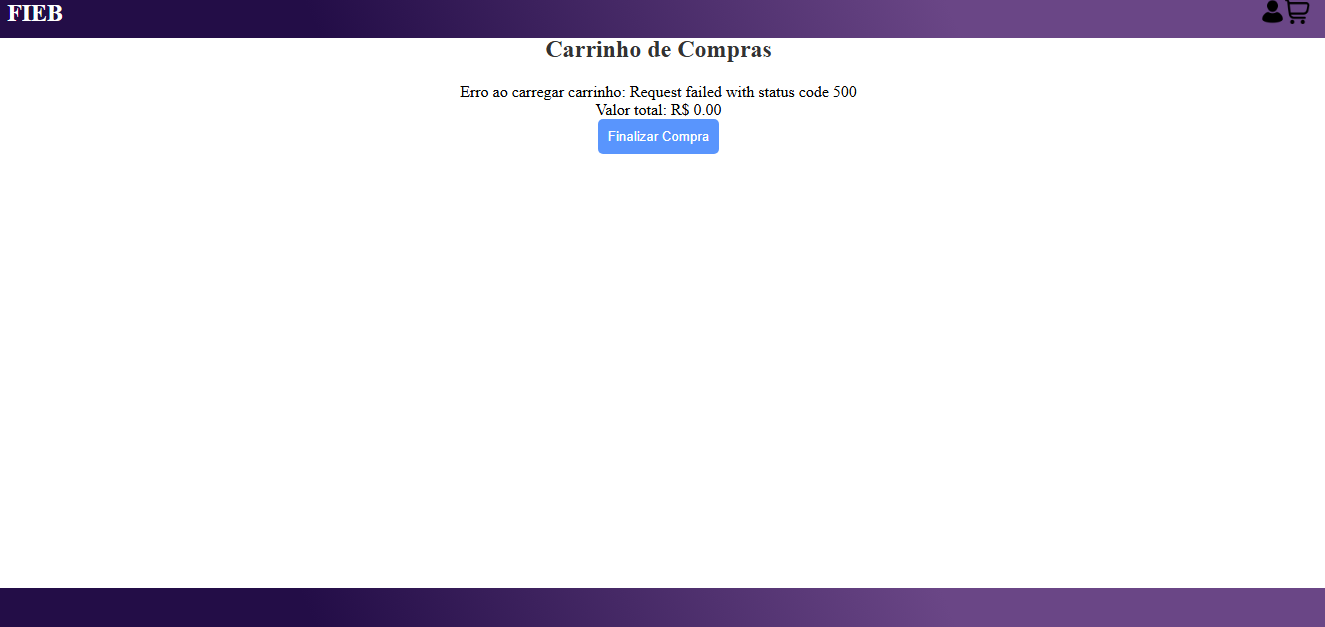 FIEB
Carrinho de Compras
Erro ao carregar carrinho: Request failed with status code 500
Valor total: R$ 0.00
Finalizar Compra